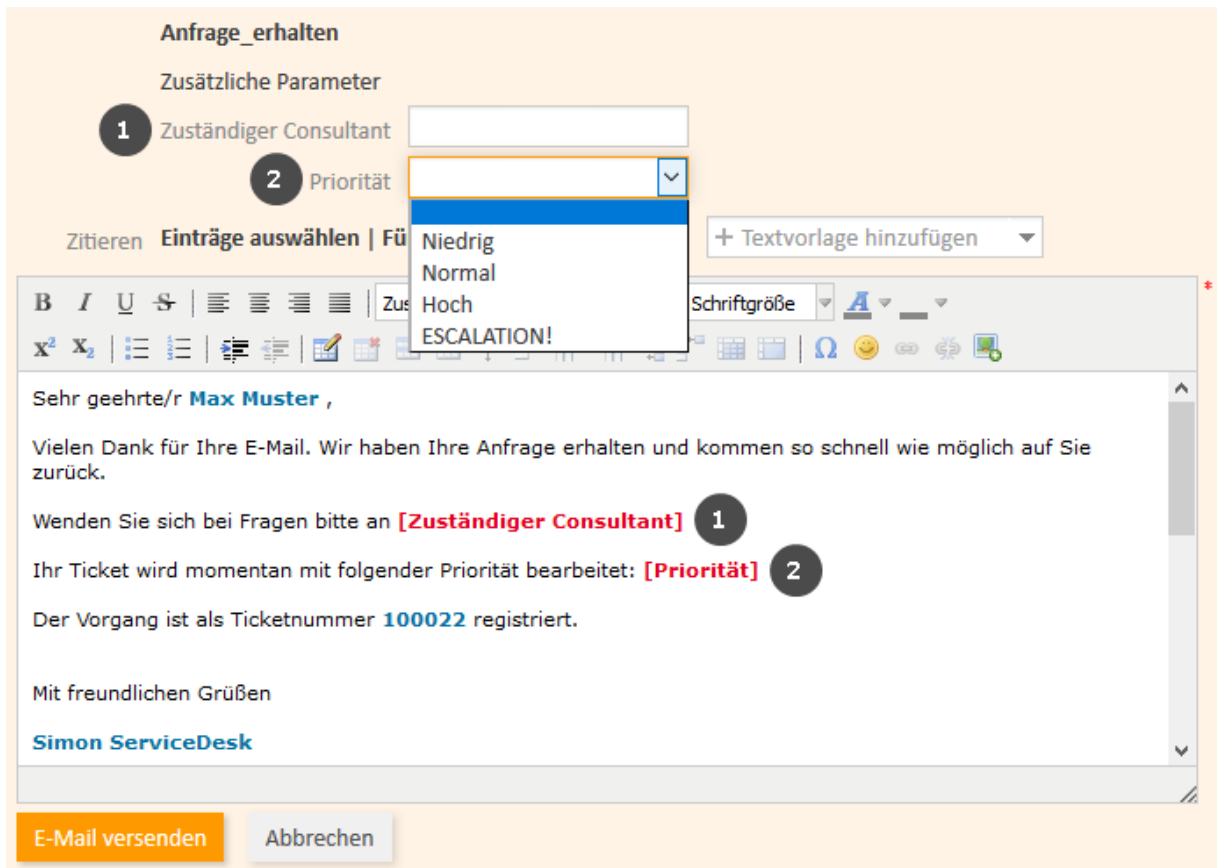 Anfrage_erhalten
Zusätzliche Parameter
1 Zuständiger Consultant
2 Priorität
Zitieren Einträge auswählen | Fü + Textvorlage hinzufügen
Niedrig
Normal
Hoch
ESCALATION!
B I U S Zus Schriftgröße A *
x² x₂ Ω
Sehr geehrte/r Max Muster ,
Vielen Dank für Ihre E-Mail. Wir haben Ihre Anfrage erhalten und kommen so schnell wie möglich auf Sie
zurück.
Wenden Sie sich bei Fragen bitte an [Zuständiger Consultant] 1
Ihr Ticket wird momentan mit folgender Priorität bearbeitet: [Priorität] 2
Der Vorgang ist als Ticketnummer 100022 registriert.
Mit freundlichen Grüßen
Simon ServiceDesk
E-Mail versenden Abbrechen